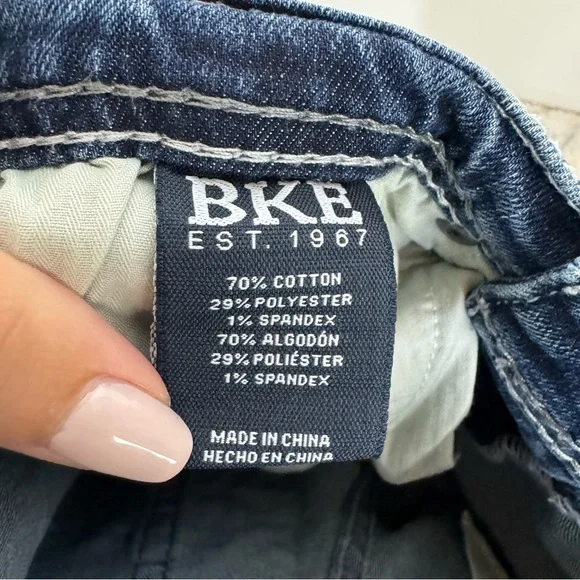 BKE
EST. 1967
70% COTTON
29% POLYESTER
1% SPANDEX
70% ALGODÓN
29% POLIÉSTER
1% SPANDEX
MADE IN CHINA
HECHO EN CHINA